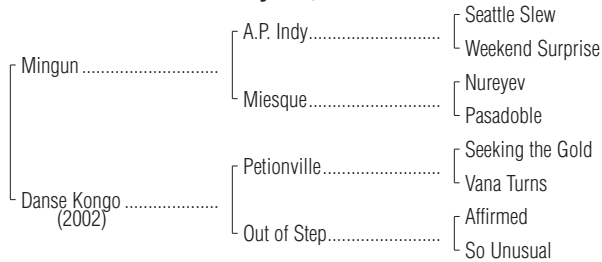 Seattle Slew
A.P. Indy
Weekend Surprise
Mingun
Nureyev
Miesque
Pasadoble
Seeking the Gold
Petionville
Vana Turns
Danse Kongo
(2002)
Affirmed
Out of Step
So Unusual